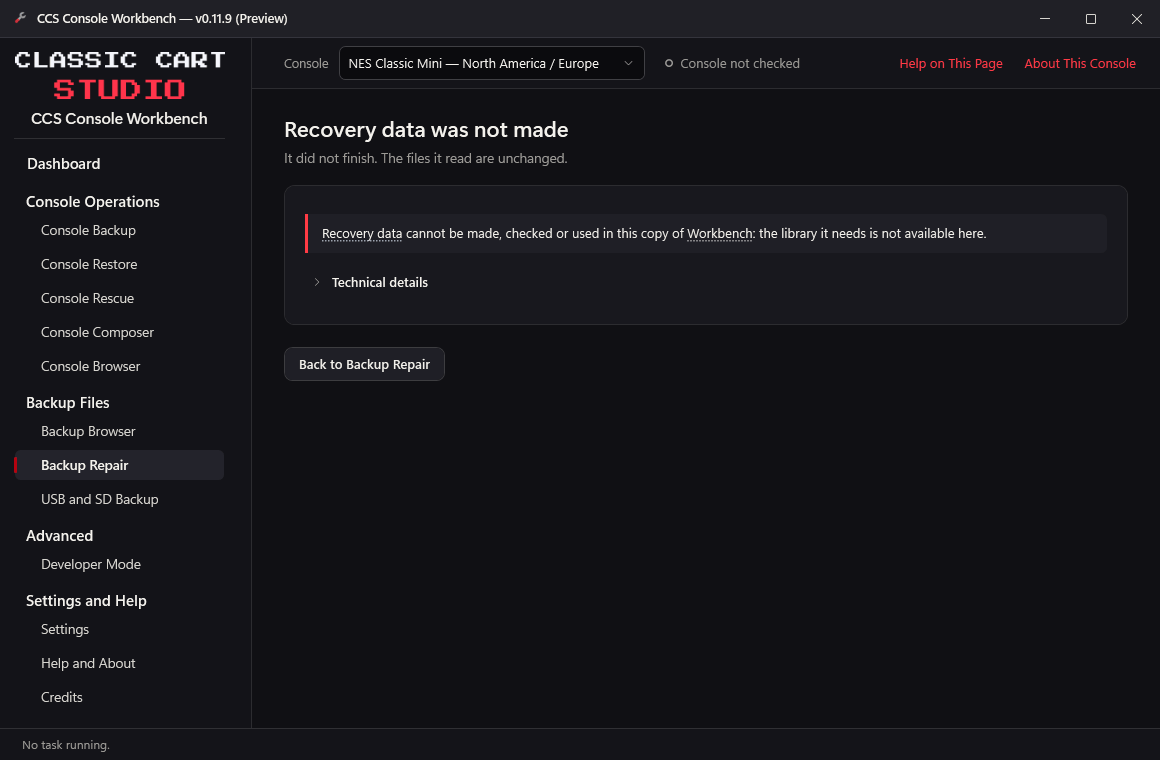 CCS Console Workbench — v0.11.9 (Preview)
CLASSIC CART
STUDIO
CCS Console Workbench
Dashboard
Console Operations
Console Backup
Console Restore
Console Rescue
Console Composer
Console Browser
Backup Files
Backup Browser
Backup Repair
USB and SD Backup
Advanced
Developer Mode
Settings and Help
Settings
Help and About
Credits
Console
NES Classic Mini — North America / Europe
Console not checked
Help on This Page
About This Console
Recovery data was not made
It did not finish. The files it read are unchanged.
Recovery data cannot be made, checked or used in this copy of Workbench: the library it needs is not available here.
Technical details
Back to Backup Repair
No task running.